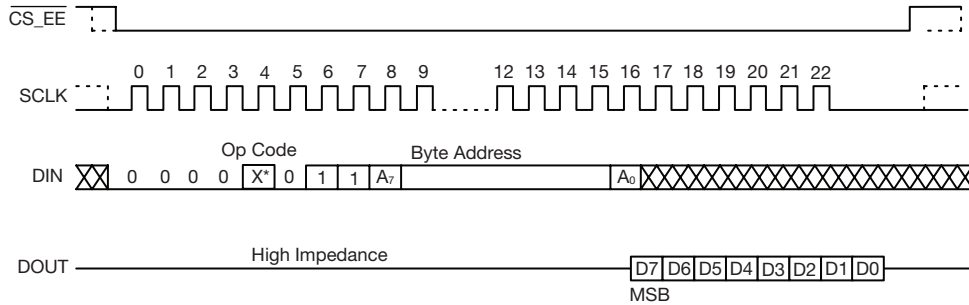 CS_EE
0 1 2 3 4 5 6 7 8 9 12 13 14 15 16 17 18 19 20 21 22
SCLK
Op Code Byte Address
DIN 0 0 0 0 X* 0 1 1 A7 A0
High Impedance
DOUT D7 D6 D5 D4 D3 D2 D1 D0
MSB